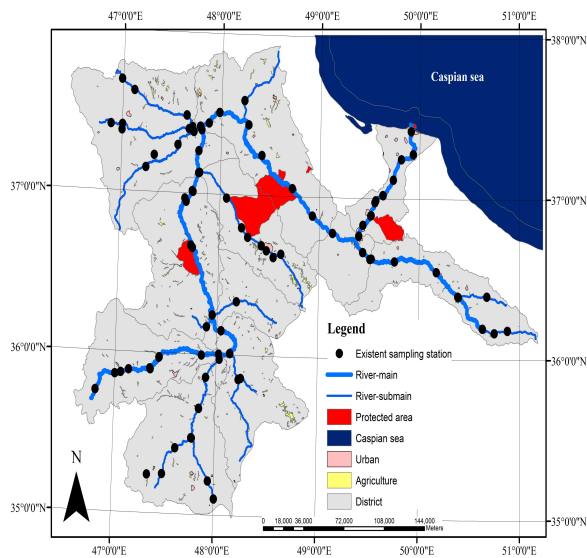 47°0'0"E 48°0'0"E 49°0'0"E 50°0'0"E 51°0'0"E
38°0'0"N
Caspian sea
37°0'0"N
37°0'0"N
36°0'0"N
36°0'0"N
35°0'0"N
35°0'0"N
Legend
Existent sampling station
River-main
River-submain
Protected area
Caspian sea
Urban
Agriculture
District
N
0 18,000 36,000 72,000 108,000 144,000
Meters
47°0'0"E 48°0'0"E 49°0'0"E 50°0'0"E 51°0'0"E